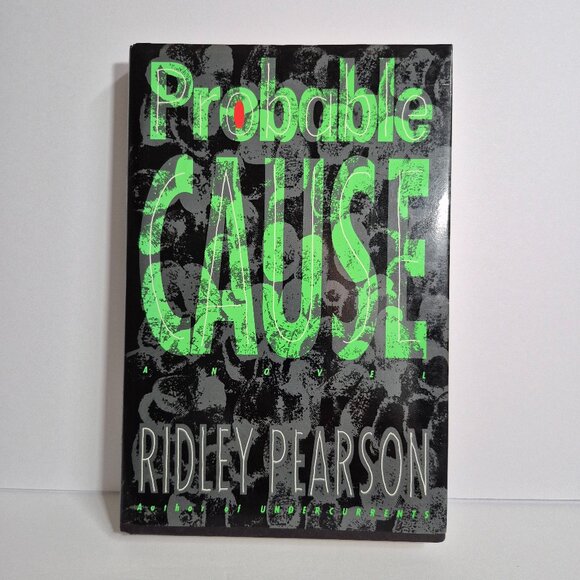 Probable
CAUSE
A NOVEL
RIDLEY PEARSON
Author of UNDERCURRENTS